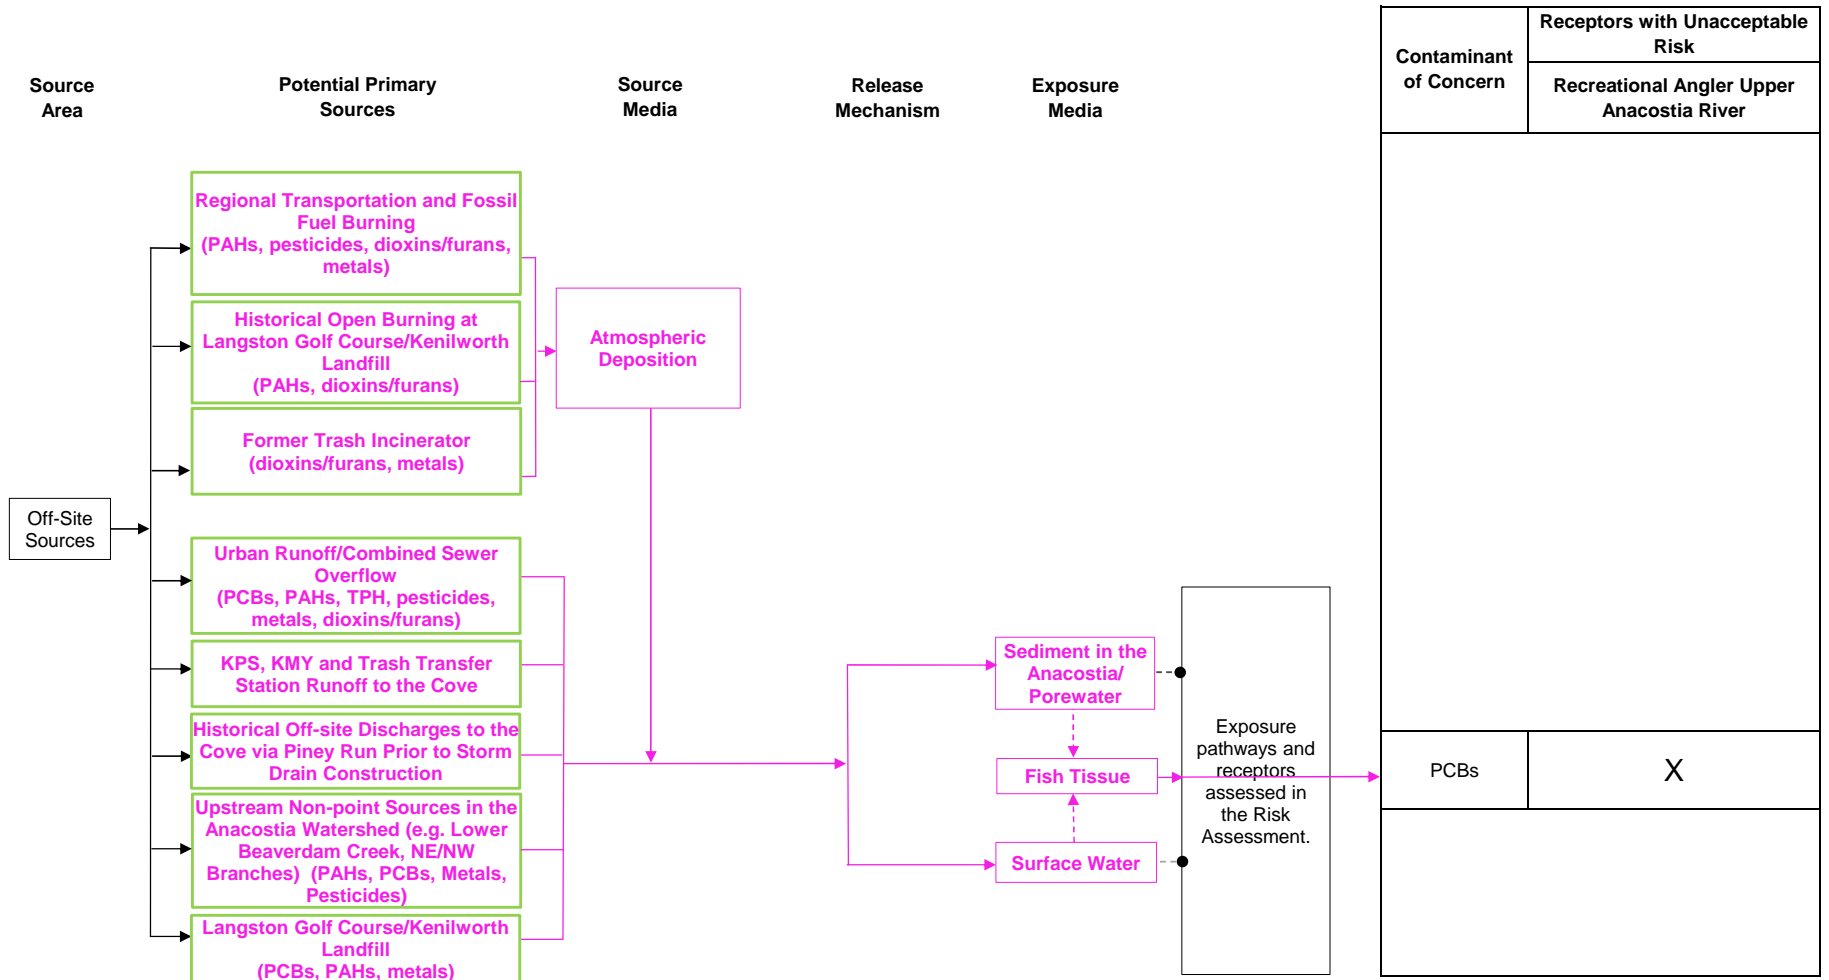 Source
Area
Potential Primary
Sources
Source
Media
Release
Mechanism
Exposure
Media
Contaminant
of Concern
Receptors with Unacceptable
Risk
Recreational Angler Upper
Anacostia River
Off-Site
Sources
Regional Transportation and Fossil
Fuel Burning
(PAHs, pesticides, dioxins/furans,
metals)
Historical Open Burning at
Langston Golf Course/Kenilworth
Landfill
(PAHs, dioxins/furans)
Former Trash Incinerator
(dioxins/furans, metals)
Urban Runoff/Combined Sewer
Overflow
(PCBs, PAHs, TPH, pesticides,
metals, dioxins/furans)
KPS, KMY and Trash Transfer
Station Runoff to the Cove
Historical Off-site Discharges to the
Cove via Piney Run Prior to Storm
Drain Construction
Upstream Non-point Sources in the
Anacostia Watershed (e.g. Lower
Beaverdam Creek, NE/NW
Branches) (PAHs, PCBs, Metals,
Pesticides)
Langston Golf Course/Kenilworth
Landfill
(PCBs, PAHs, metals)
Atmospheric
Deposition
Sediment in the
Anacostia/
Porewater
Fish Tissue
Surface Water
Exposure
pathways and
receptors
assessed in
the Risk
Assessment.
PCBs
X